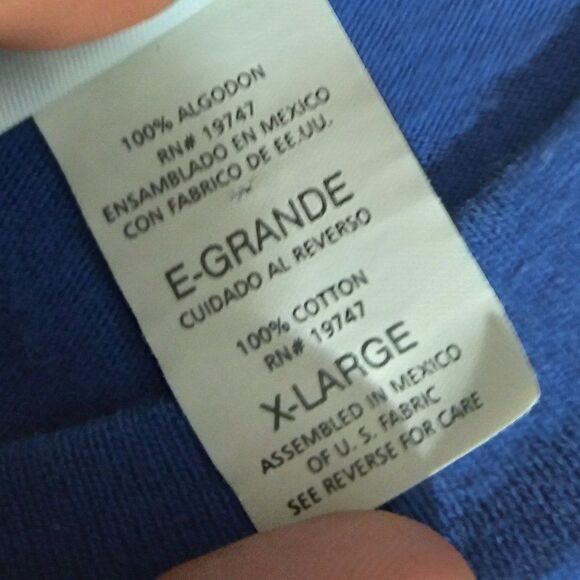 100% ALGODON
RN# 19747
ENSAMBLADO EN MEXICO
CON FABRICO DE EE.UU.
E-GRANDE
CUIDADO AL REVERSO
100% COTTON
RN# 19747
X-LARGE
ASSEMBLED IN MEXICO
OF U. S. FABRIC
SEE REVERSE FOR CARE